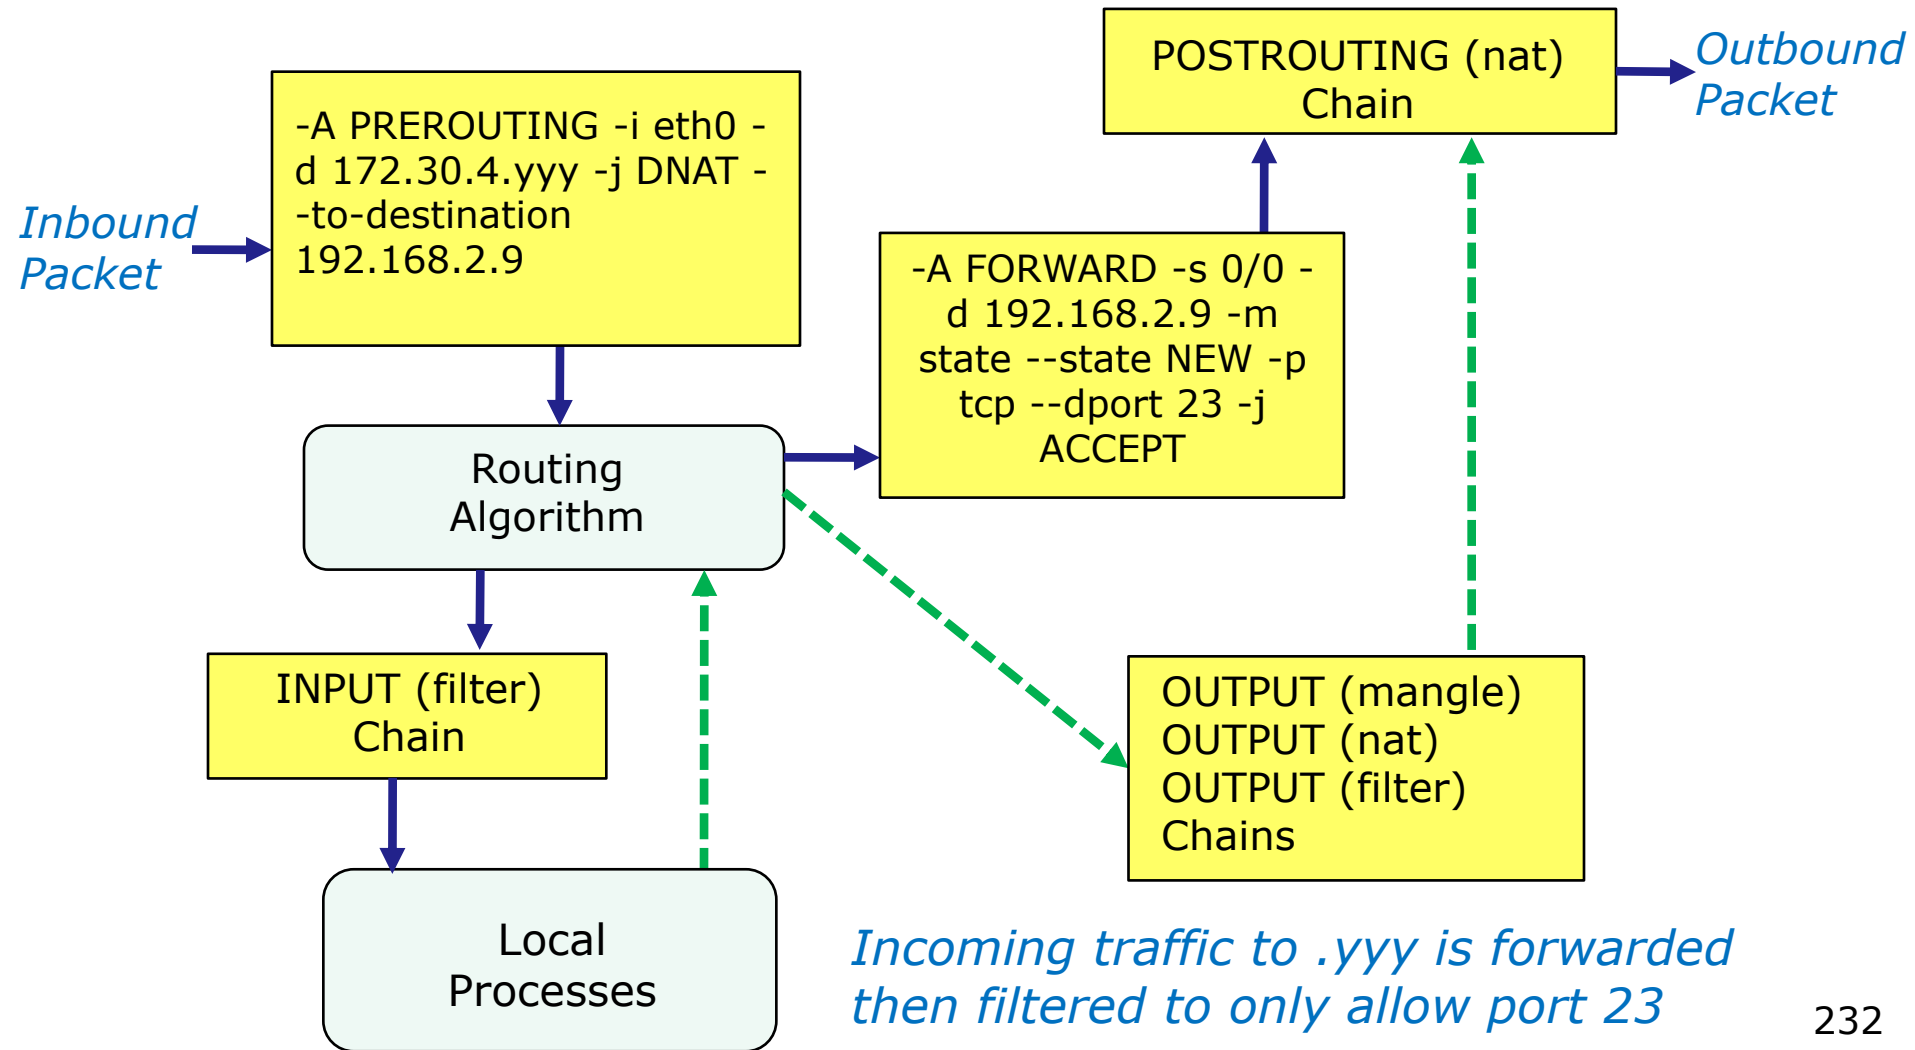 Inbound
Packet
-A PREROUTING -i eth0 -
d 172.30.4.yyy -j DNAT -
-to-destination
192.168.2.9
Routing
Algorithm
INPUT (filter)
Chain
Local
Processes
-A FORWARD -s 0/0 -
d 192.168.2.9 -m
state --state NEW -p
tcp --dport 23 -j
ACCEPT
POSTROUTING (nat)
Chain
Outbound
Packet
OUTPUT (mangle)
OUTPUT (nat)
OUTPUT (filter)
Chains
Incoming traffic to .yyy is forwarded
then filtered to only allow port 23
232